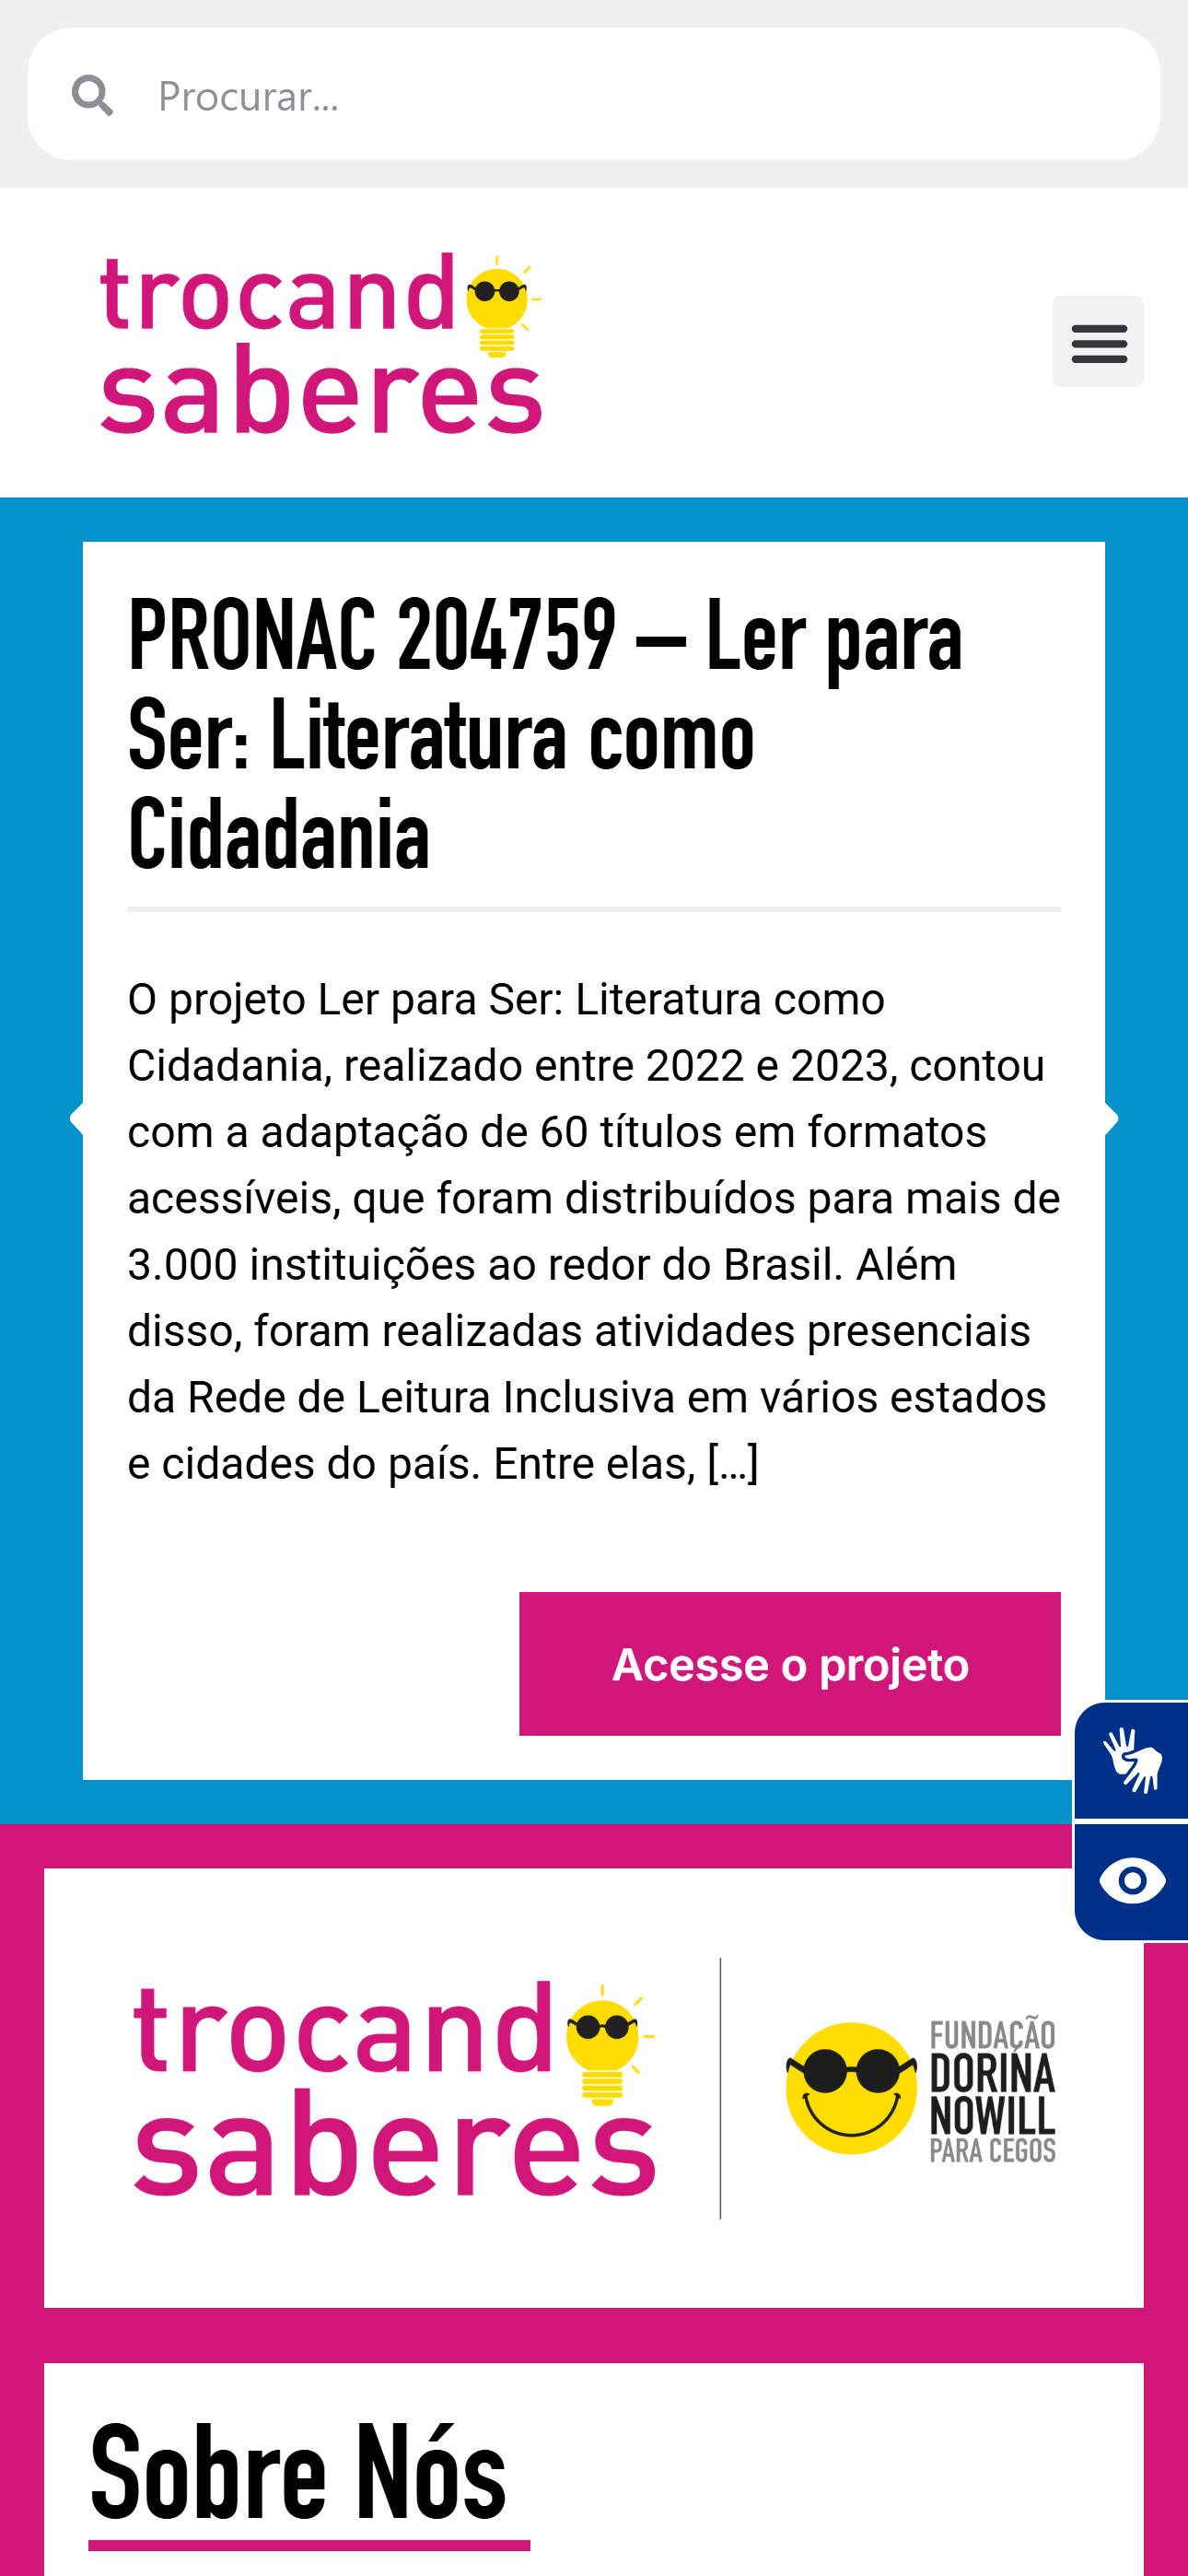 Procurar...
trocando
saberes
PRONAC 204759 – Ler para
Ser: Literatura como
Cidadania
O projeto Ler para Ser: Literatura como
Cidadania, realizado entre 2022 e 2023, contou
com a adaptação de 60 títulos em formatos
acessíveis, que foram distribuídos para mais de
3.000 instituições ao redor do Brasil. Além
disso, foram realizadas atividades presenciais
da Rede de Leitura Inclusiva em vários estados
e cidades do país. Entre elas, […]
Acesse o projeto
trocando
saberes
FUNDAÇÃO
DORINA
NOWILL
PARA CEGOS
Sobre Nós